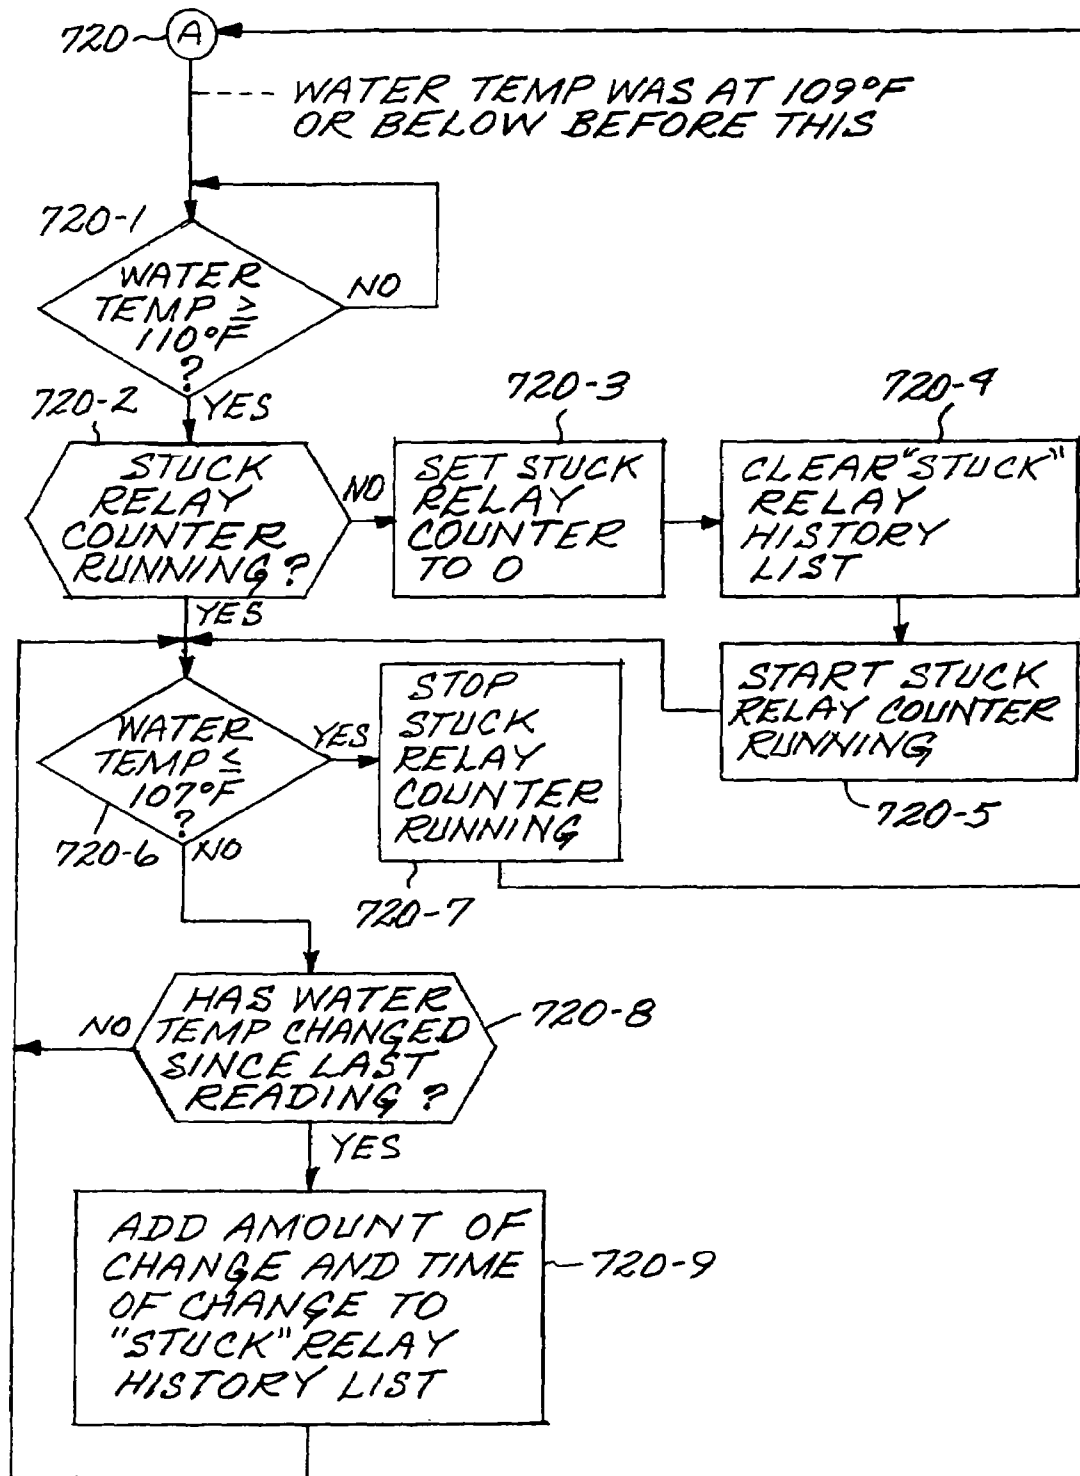 720
A
WATER TEMP WAS AT 109°F
OR BELOW BEFORE THIS
720-1
WATER
TEMP ≥
110°F
?
NO
YES
720-2
STUCK
RELAY
COUNTER
RUNNING?
NO
YES
720-3
SET STUCK
RELAY
COUNTER
TO 0
720-4
CLEAR "STUCK"
RELAY
HISTORY
LIST
START STUCK
RELAY COUNTER
RUNNING
720-5
WATER
TEMP ≤
107°F
?
YES
720-6
NO
STOP
STUCK
RELAY
COUNTER
RUNNING
720-7
HAS WATER
TEMP CHANGED
SINCE LAST
READING?
720-8
NO
YES
ADD AMOUNT OF
CHANGE AND TIME
OF CHANGE TO
"STUCK" RELAY
HISTORY LIST
720-9